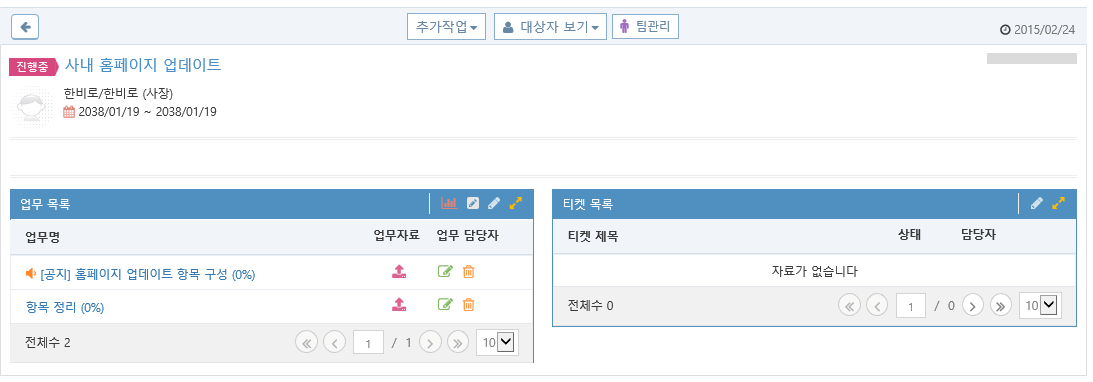 추가작업 대상자 보기 팀관리 2015/02/24
진행중 사내 홈페이지 업데이트
한비로/한비로 (사장)
2038/01/19 ~ 2038/01/19
업무 목록
업무명 업무자료 업무 담당자
[공지] 홈페이지 업데이트 항목 구성 (0%)
항목 정리 (0%)
전체수 2 1 / 1 10
티켓 목록
티켓 제목 상태 담당자
자료가 없습니다
전체수 0 1 / 0 10